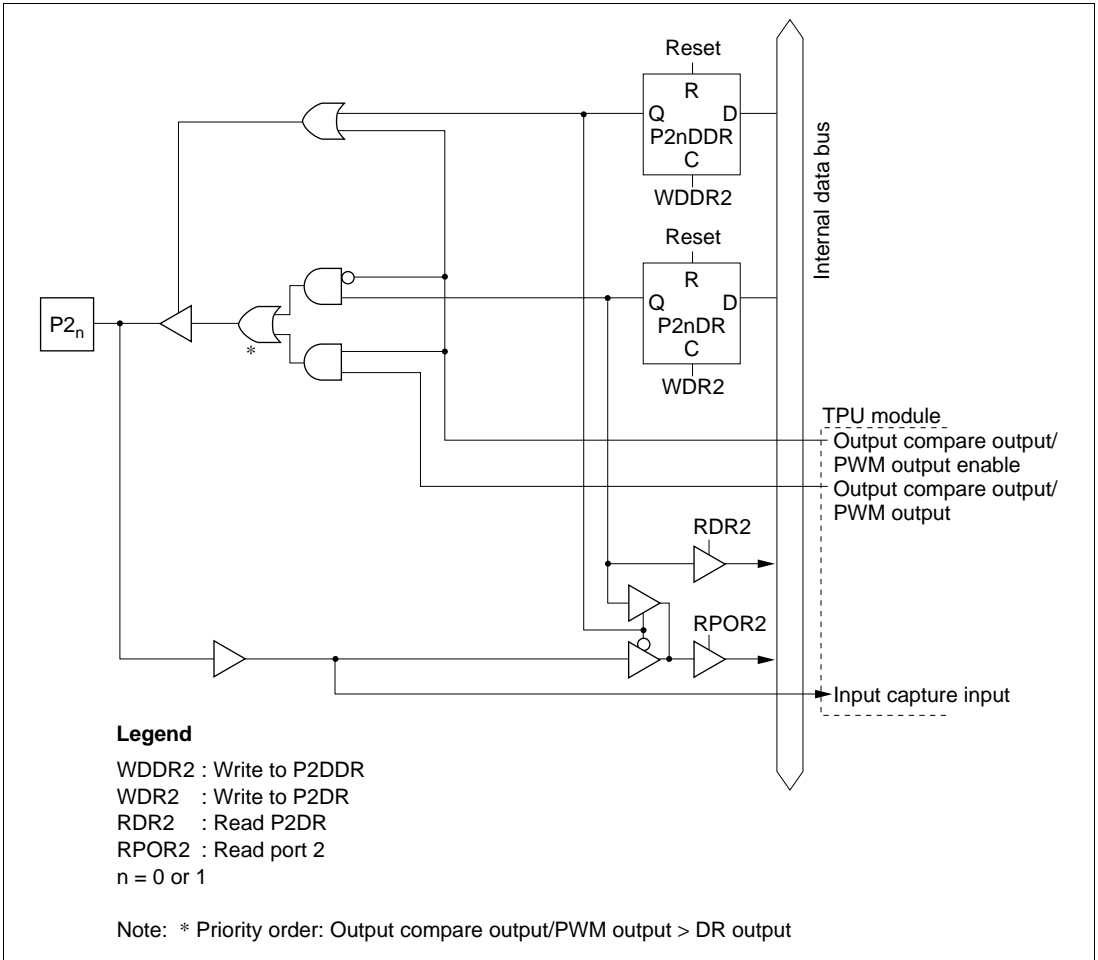 Reset
R
Q D
P2nDDR
C
WDDR2
Internal data bus
Reset
R
Q D
P2nDR
C
WDR2
P2n
*
TPU module
Output compare output/
PWM output enable
Output compare output/
PWM output
RDR2
RPOR2
Input capture input
Legend
WDDR2 : Write to P2DDR
WDR2 : Write to P2DR
RDR2 : Read P2DR
RPOR2 : Read port 2
n = 0 or 1
Note: * Priority order: Output compare output/PWM output > DR output